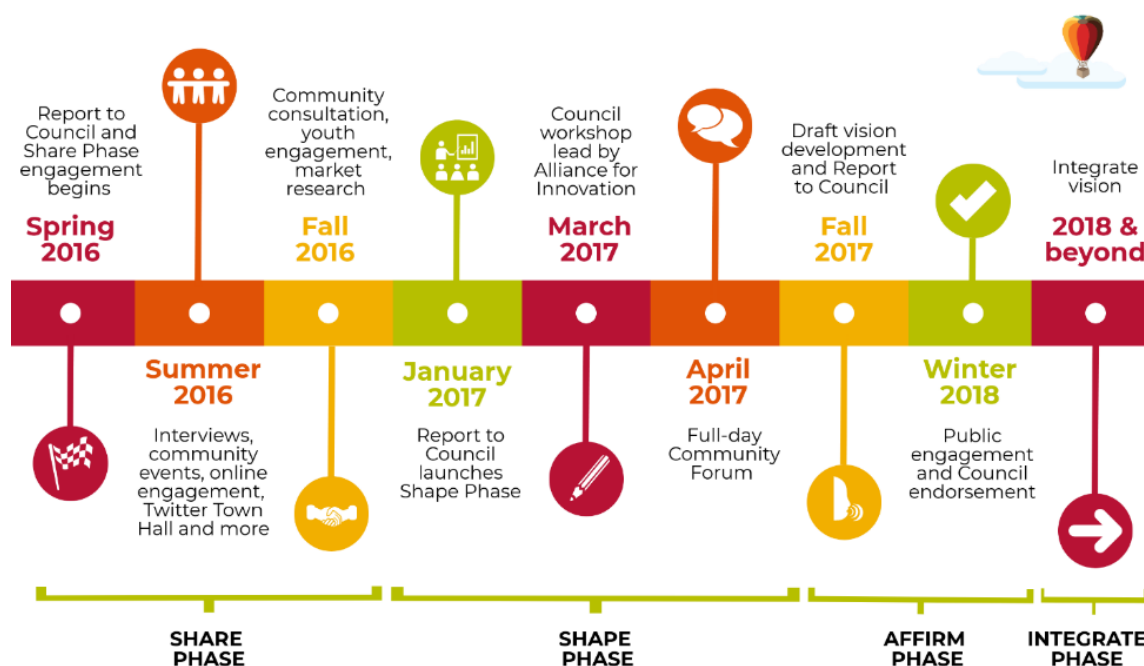 Report to
Council and
Share Phase
engagement
begins
Spring
2016
Summer
2016
Interviews,
community
events, online
engagement,
Twitter Town
Hall and more
Community
consultation,
youth
engagement,
market
research
Fall
2016
January
2017
Report to
Council
launches
Shape Phase
Council
workshop
lead by
Alliance for
Innovation
March
2017
April
2017
Full-day
Community
Forum
Draft vision
development
and Report
to Council
Fall
2017
Winter
2018
Public
engagement
and Council
endorsement
Integrate
vision
2018 &
beyond
SHARE
PHASE
SHAPE
PHASE
AFFIRM
PHASE
INTEGRATE
PHASE